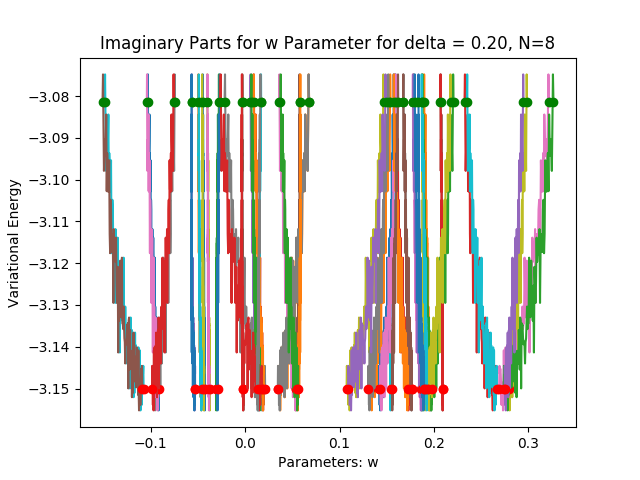 Imaginary Parts for w Parameter for delta = 0.20, N=8
−3.08
−3.09
−3.10
−3.11
−3.12
−3.13
−3.14
−3.15
Variational Energy
−0.1 0.0 0.1 0.2 0.3
Parameters: w